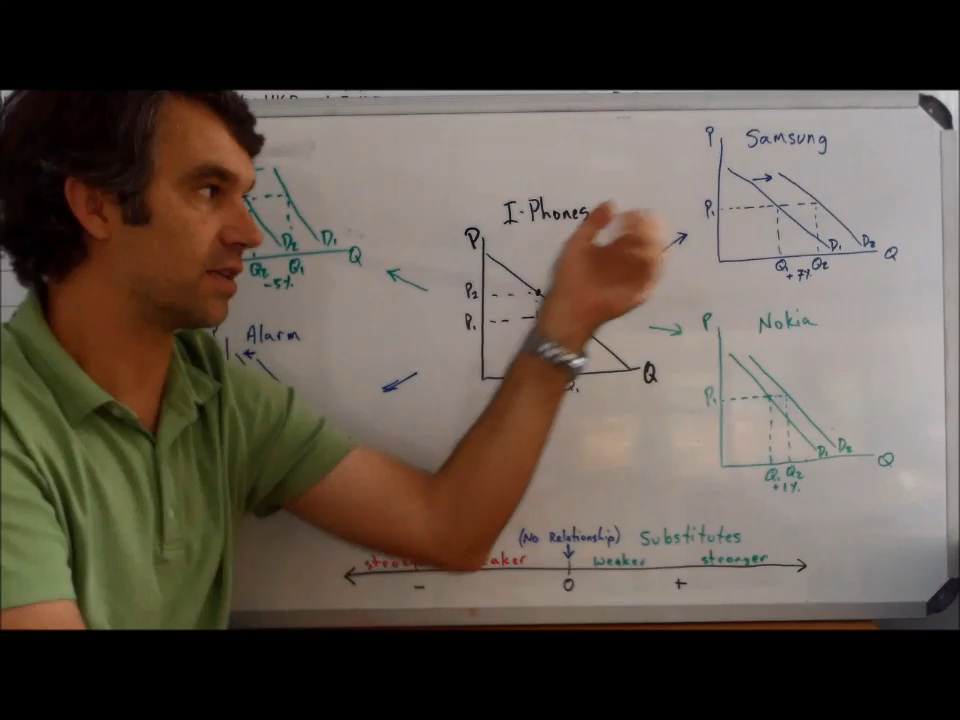 I-Phones
P
P₂
P₁
Q
Samsung
P
P₁
D₁ D₂
Q₁ Q₂
+7%
Q
Nokia
P
P₁
D₁ D₂
Q₁ Q₂
+1%
Q
D₂ D₁
Q₂ Q₁
-5%
Q
Alarm
(No Relationship) Substitutes
weaker stronger
- 0 +